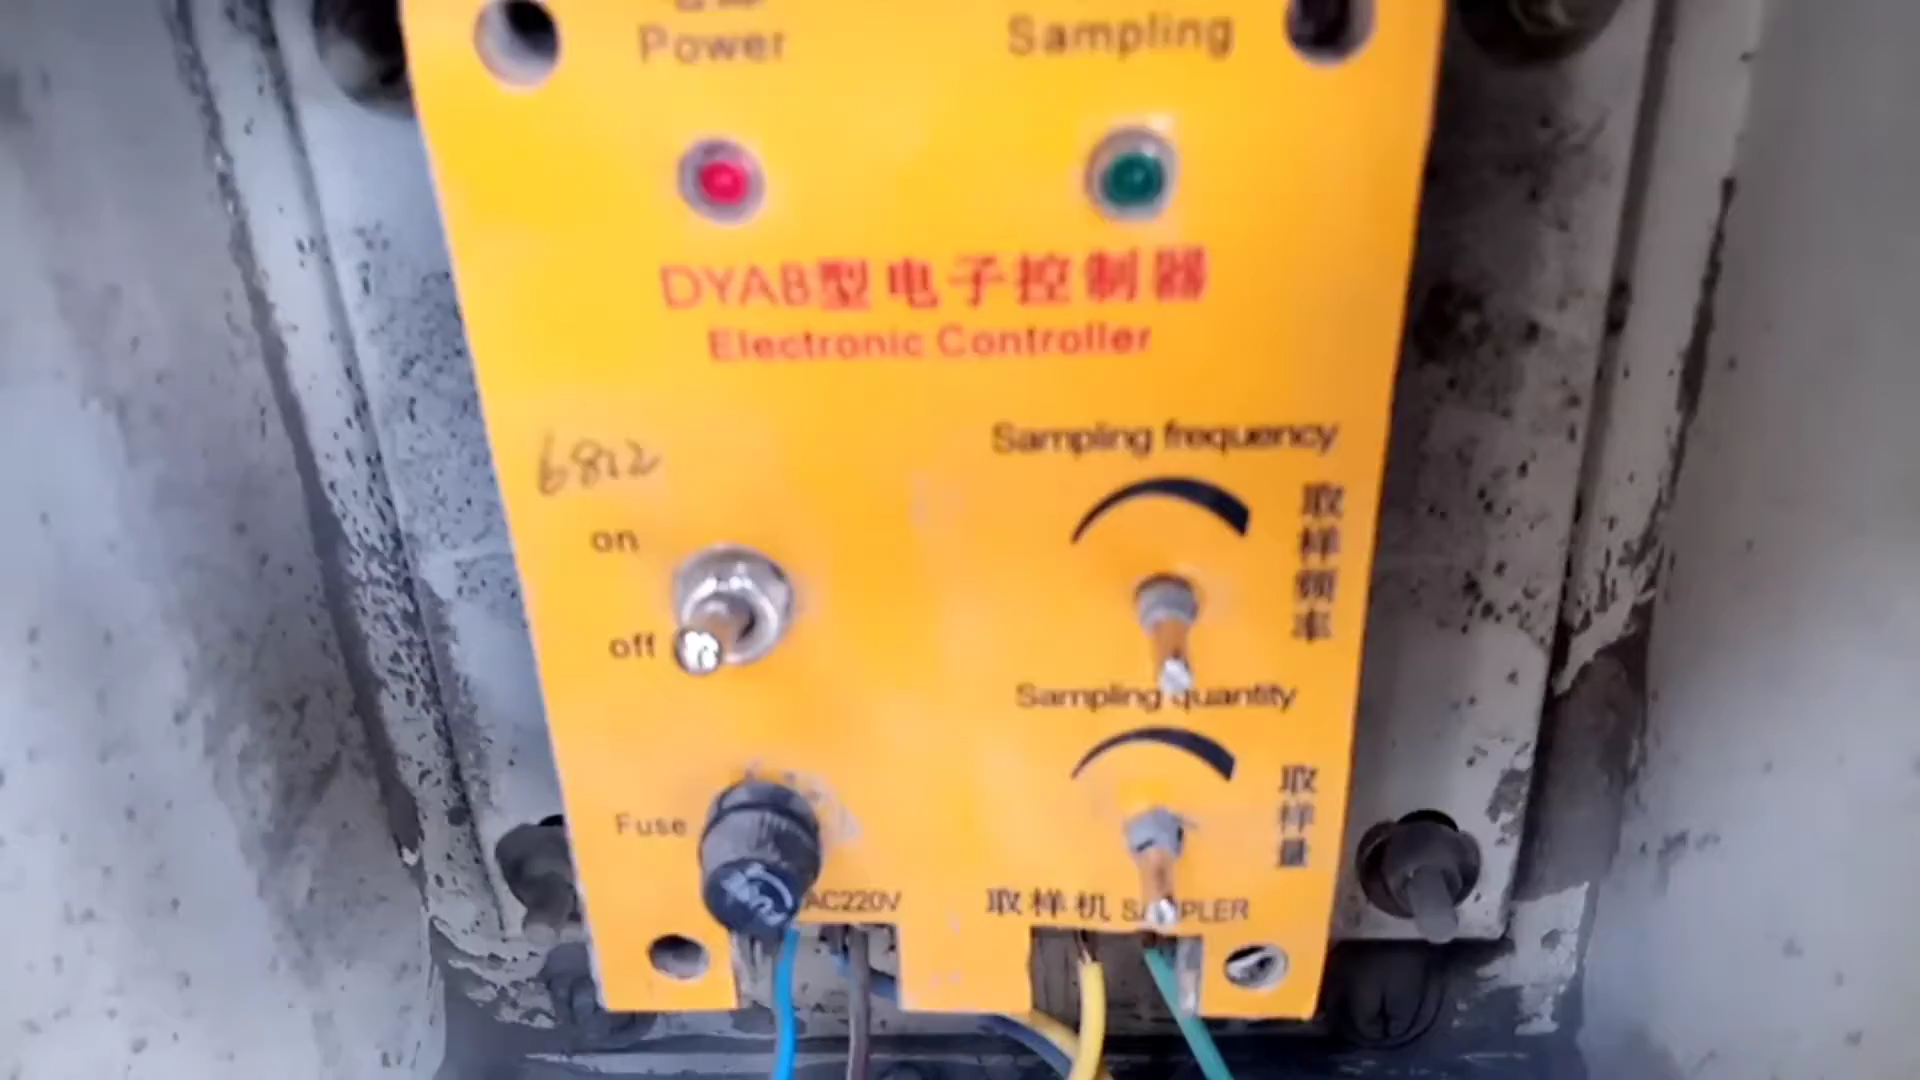 Power
Sampling
DYAB型电子控制器
Electronic Controller
Sampling frequency
取样频率
on
off
Sampling quantity
取样量
Fuse
AC220V
取样机 SAMPLER